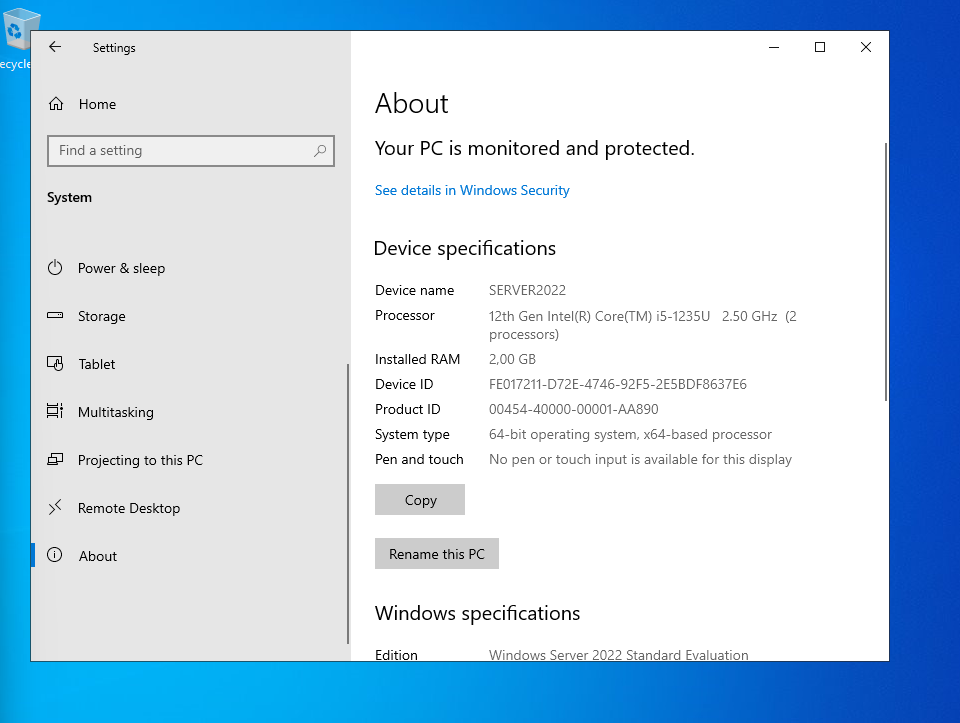 Settings
ecycle
Home
Find a setting
System
Power & sleep
Storage
Tablet
Multitasking
Projecting to this PC
Remote Desktop
About
About
Your PC is monitored and protected.
See details in Windows Security
Device specifications
Device name SERVER2022
Processor 12th Gen Intel(R) Core(TM) i5-1235U 2.50 GHz (2
processors)
Installed RAM 2,00 GB
Device ID FE017211-D72E-4746-92F5-2E5BDF8637E6
Product ID 00454-40000-00001-AA890
System type 64-bit operating system, x64-based processor
Pen and touch No pen or touch input is available for this display
Copy
Rename this PC
Windows specifications
Edition Windows Server 2022 Standard Evaluation